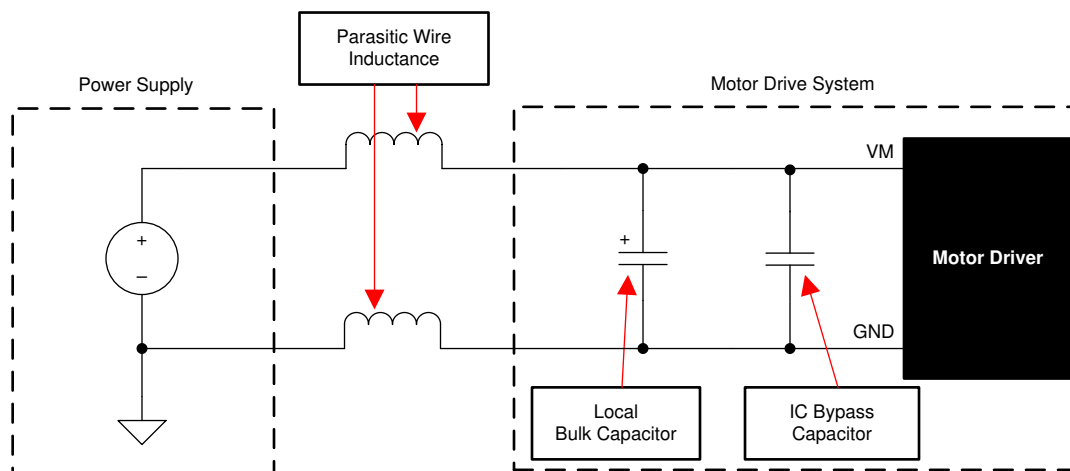 Parasitic Wire
Inductance
Power Supply
Motor Drive System
VM
+
–
+
Motor Driver
GND
Local
Bulk Capacitor
IC Bypass
Capacitor